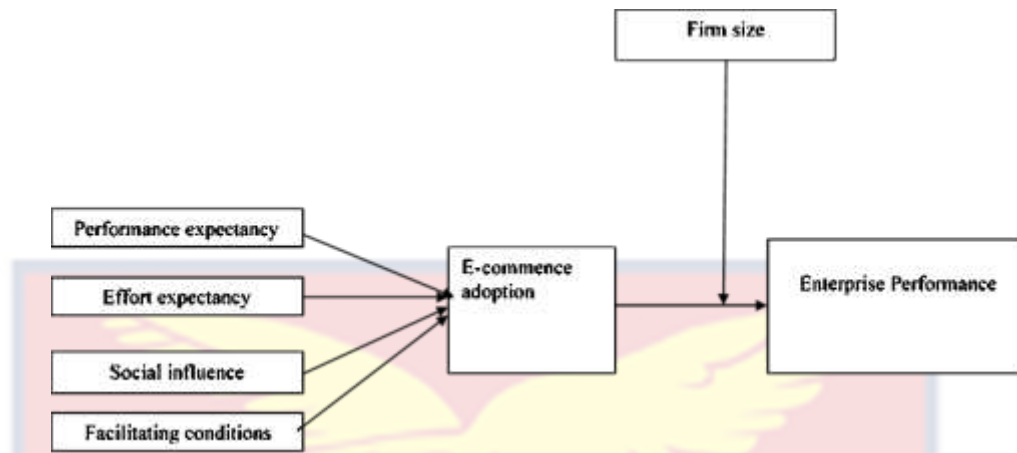 Firm size
Performance expectancy
E-commence
adoption
Effort expectancy
Enterprise Performance
Social influence
Facilitating conditions